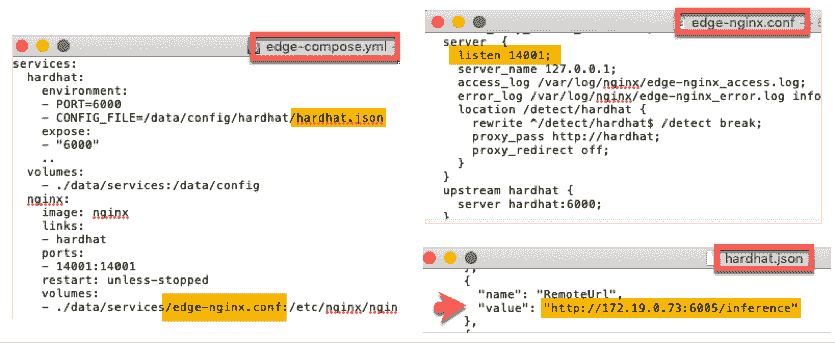 edge-compose.yml
services:
hardhat:
environment:
- PORT=6000
- CONFIG_FILE=/data/config/hardhat/hardhat.json
expose:
- "6000"
..
volumes:
- ./data/services:/data/config
nginx:
image: nginx
links:
- hardhat
ports:
- 14001:14001
restart: unless-stopped
volumes:
- ./data/services/edge-nginx.conf:/etc/nginx/ngin
edge-nginx.conf
server {
listen 14001;
server_name 127.0.0.1;
access_log /var/log/nginx/edge-nginx_access.log;
error_log /var/log/nginx/edge-nginx_error.log info
location /detect/hardhat {
rewrite ^/detect/hardhat$ /detect break;
proxy_pass http://hardhat;
proxy_redirect off;
}
}
upstream hardhat {
server hardhat:6000;
}
hardhat.json
},
{
"name": "RemoteUrl",
"value": "http://172.19.0.73:6005/inference"
},